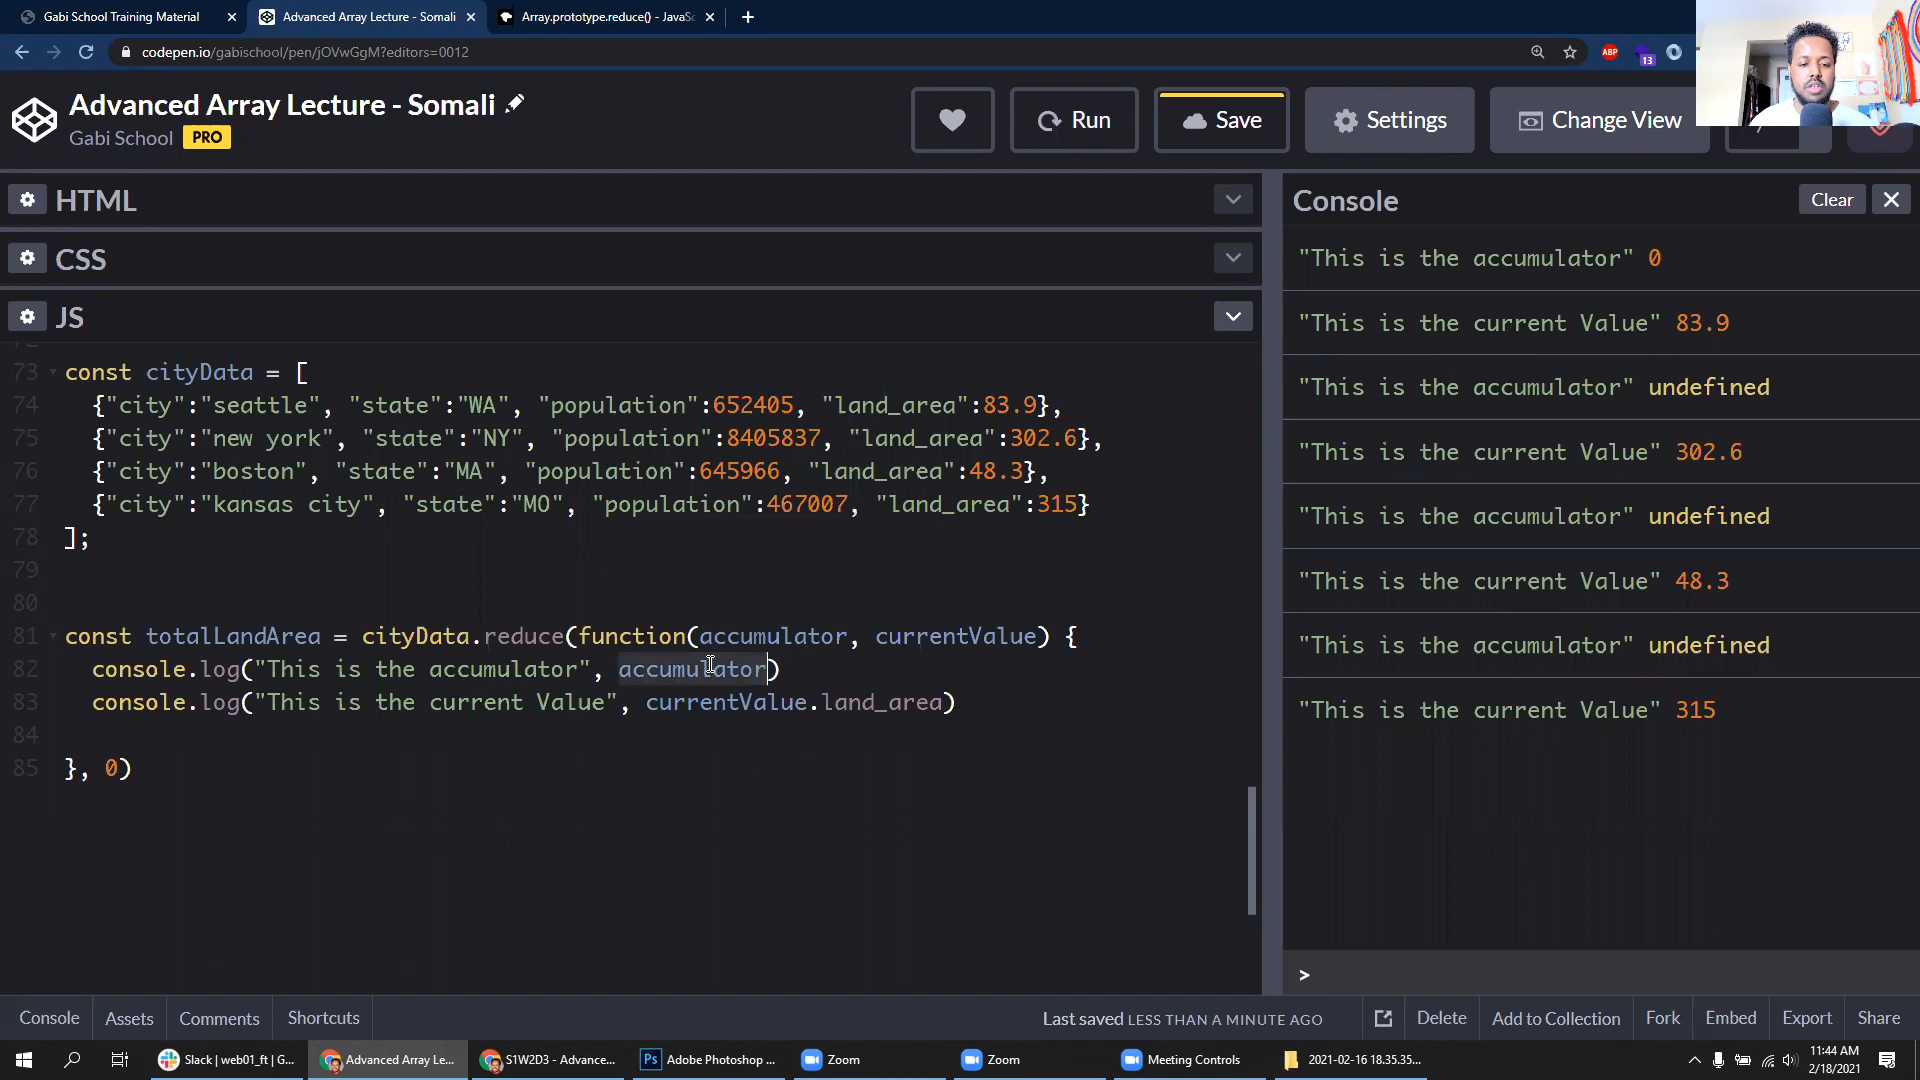 Gabi School Training Material
Advanced Array Lecture - Somali
Array.prototype.reduce() - JavaSc
codepen.io/gabischool/pen/jOVwGgM?editors=0012
ABP
13
Advanced Array Lecture - Somali
Gabi School PRO
Run
Save
Settings
Change View
HTML
CSS
JS
73 const cityData = [
74 {"city":"seattle", "state":"WA", "population":652405, "land_area":83.9},
75 {"city":"new york", "state":"NY", "population":8405837, "land_area":302.6},
76 {"city":"boston", "state":"MA", "population":645966, "land_area":48.3},
77 {"city":"kansas city", "state":"MO", "population":467007, "land_area":315}
78 ];
79
80
81 const totalLandArea = cityData.reduce(function(accumulator, currentValue) {
82 console.log("This is the accumulator", accumulator)
83 console.log("This is the current Value", currentValue.land_area)
84
85 }, 0)
Console
Clear
"This is the accumulator" 0
"This is the current Value" 83.9
"This is the accumulator" undefined
"This is the current Value" 302.6
"This is the accumulator" undefined
"This is the current Value" 48.3
"This is the accumulator" undefined
"This is the current Value" 315
>
Console
Assets
Comments
Shortcuts
Last saved LESS THAN A MINUTE AGO
Delete
Add to Collection
Fork
Embed
Export
Share
Slack | web01_ft | G...
Advanced Array Le...
S1W2D3 - Advance...
Adobe Photoshop ...
Zoom
Zoom
Meeting Controls
2021-02-16 18.35.35...
11:44 AM
2/18/2021